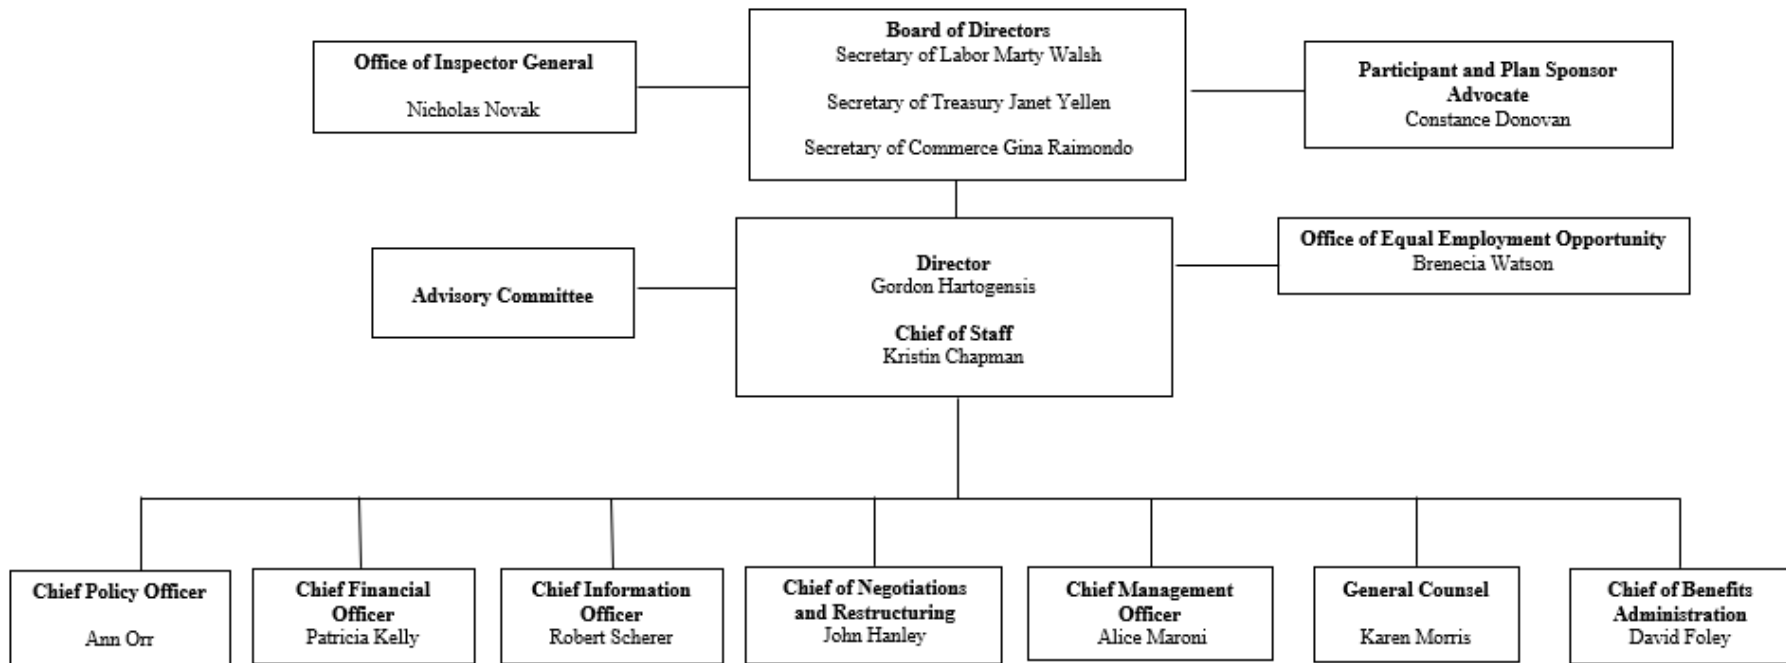 Board of Directors
Secretary of Labor Marty Walsh
Secretary of Treasury Janet Yellen
Secretary of Commerce Gina Raimondo
Office of Inspector General
Nicholas Novak
Participant and Plan Sponsor
Advocate
Constance Donovan
Director
Gordon Hartogensis
Chief of Staff
Kristin Chapman
Advisory Committee
Office of Equal Employment Opportunity
Brenecia Watson
Chief Policy Officer
Ann Orr
Chief Financial
Officer
Patricia Kelly
Chief Information
Officer
Robert Scherer
Chief of Negotiations
and Restructuring
John Hanley
Chief Management
Officer
Alice Maroni
General Counsel
Karen Morris
Chief of Benefits
Administration
David Foley